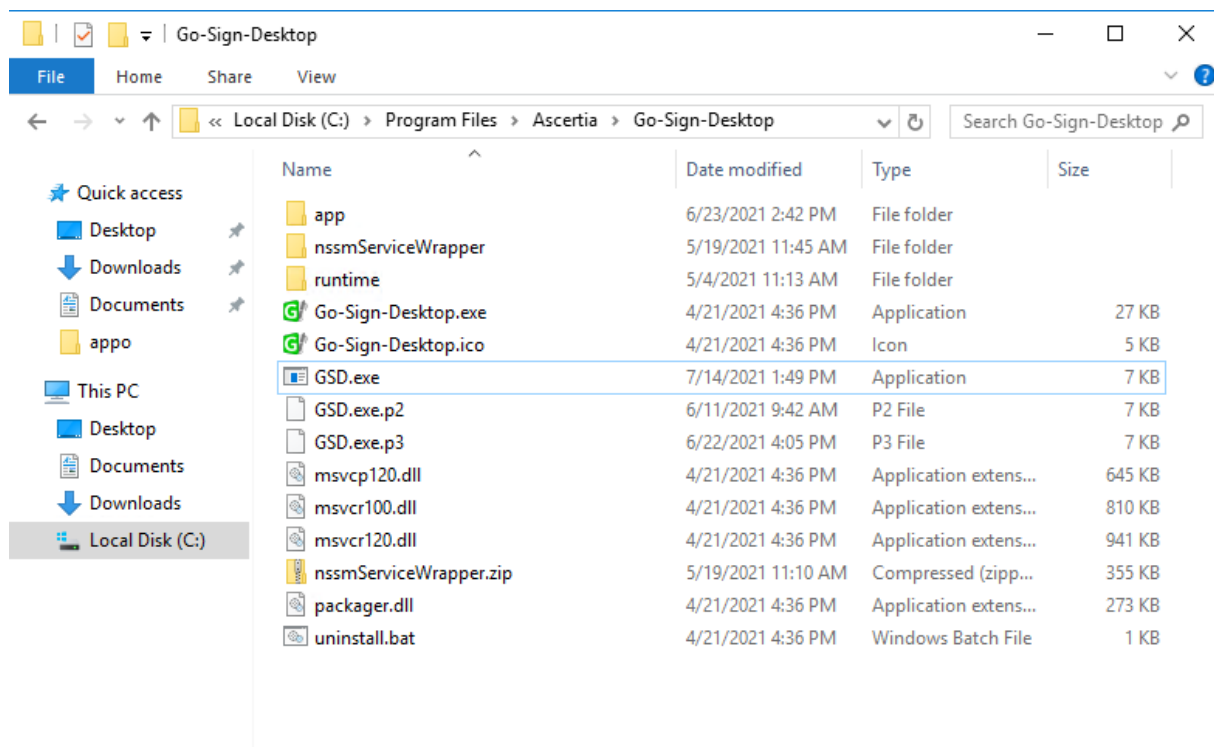 Go-Sign-Desktop
File Home Share View
« Local Disk (C:) > Program Files > Ascertia > Go-Sign-Desktop Search Go-Sign-Desktop
Name Date modified Type Size
Quick access
Desktop
Downloads
Documents
appo
This PC
Desktop
Documents
Downloads
Local Disk (C:)
app 6/23/2021 2:42 PM File folder
nssmServiceWrapper 5/19/2021 11:45 AM File folder
runtime 5/4/2021 11:13 AM File folder
Go-Sign-Desktop.exe 4/21/2021 4:36 PM Application 27 KB
Go-Sign-Desktop.ico 4/21/2021 4:36 PM Icon 5 KB
GSD.exe 7/14/2021 1:49 PM Application 7 KB
GSD.exe.p2 6/11/2021 9:42 AM P2 File 7 KB
GSD.exe.p3 6/22/2021 4:05 PM P3 File 7 KB
msvcp120.dll 4/21/2021 4:36 PM Application extens... 645 KB
msvcr100.dll 4/21/2021 4:36 PM Application extens... 810 KB
msvcr120.dll 4/21/2021 4:36 PM Application extens... 941 KB
nssmServiceWrapper.zip 5/19/2021 11:10 AM Compressed (zipp... 355 KB
packager.dll 4/21/2021 4:36 PM Application extens... 273 KB
uninstall.bat 4/21/2021 4:36 PM Windows Batch File 1 KB